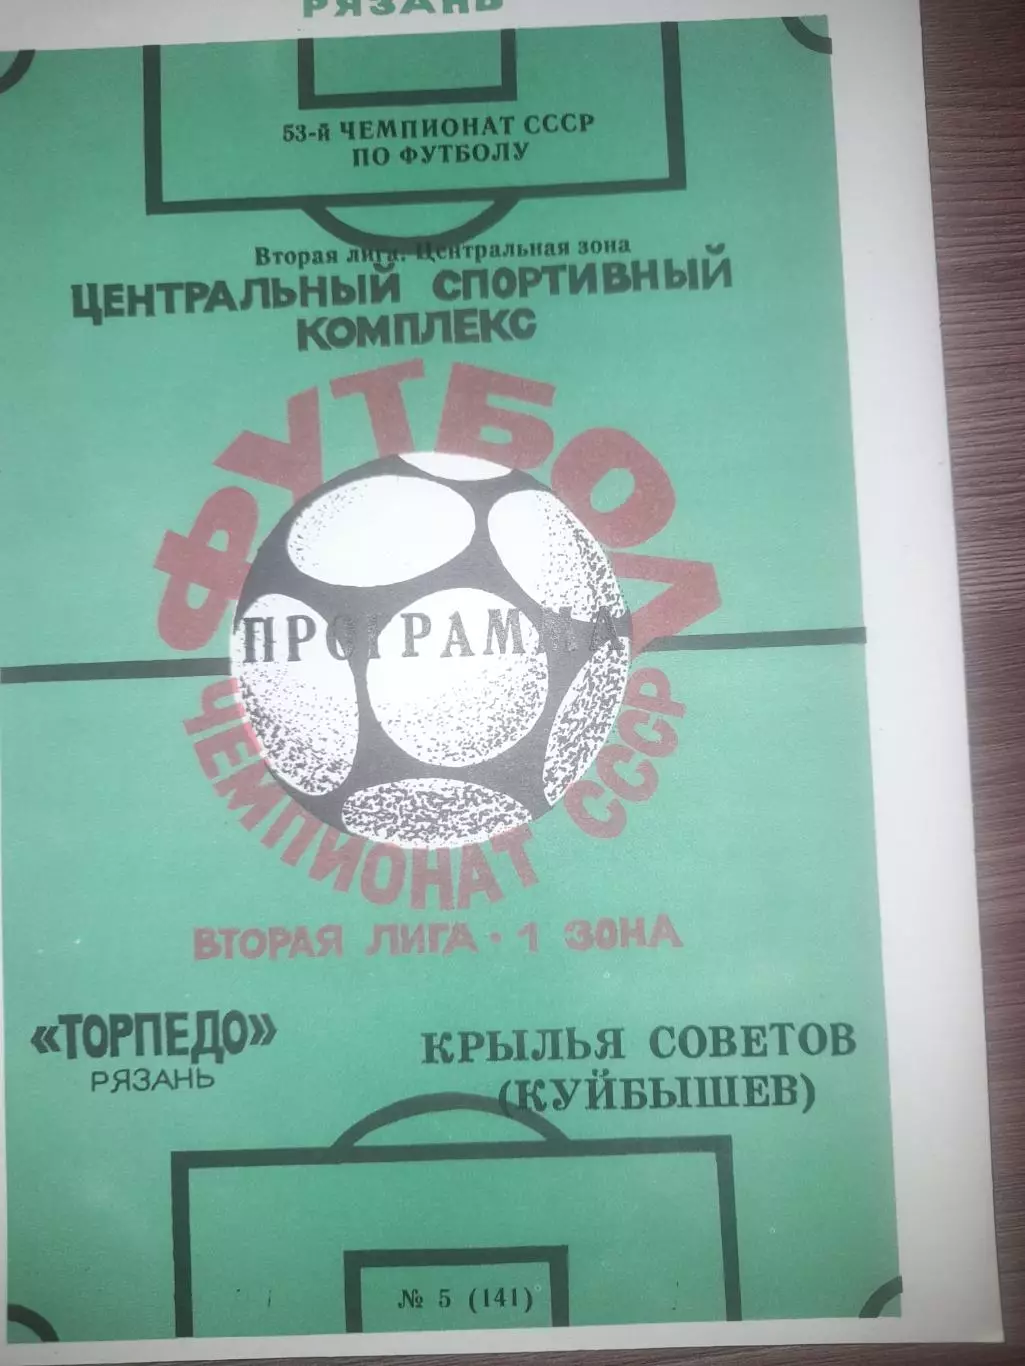 РЯЗАНЬ
53-й ЧЕМПИОНАТ СССР
ПО ФУТБОЛУ
Вторая лига. Центральная зона
ЦЕНТРАЛЬНЫЙ СПОРТИВНЫЙ
КОМПЛЕКС
ФУТБОЛ
ПРОГРАММА
ЧЕМПИОНАТ СССР
ВТОРАЯ ЛИГА • 1 ЗОНА
«ТОРПЕДО»
РЯЗАНЬ
КРЫЛЬЯ СОВЕТОВ
(КУЙБЫШЕВ)
№ 5 (141)